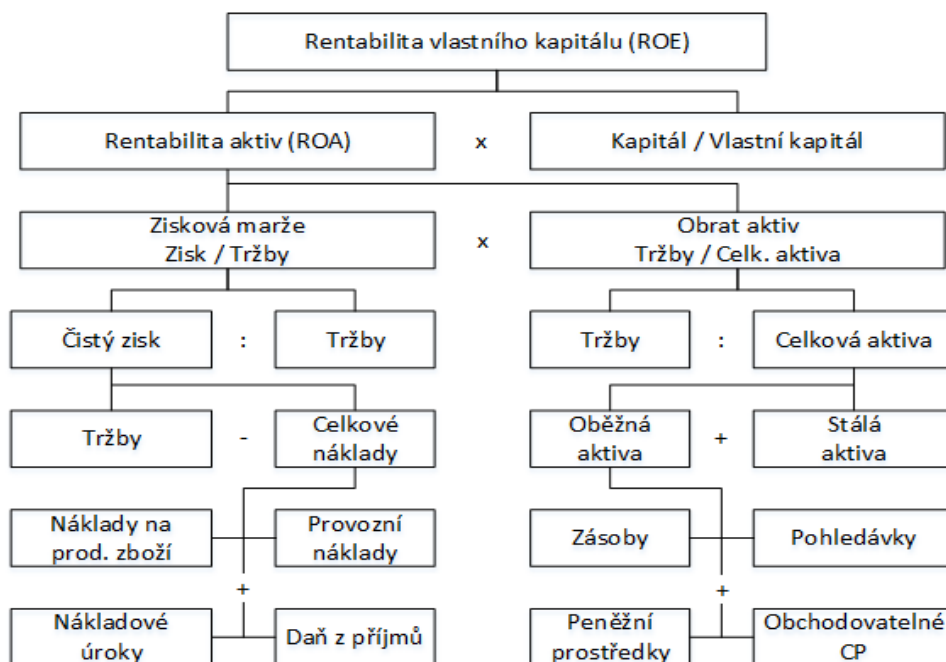 Rentabilita vlastního kapitálu (ROE)
Rentabilita aktiv (ROA)
x
Kapitál / Vlastní kapitál
Zisková marže
Zisk / Tržby
x
Obrat aktiv
Tržby / Celk. aktiva
Čistý zisk
:
Tržby
Tržby
:
Celková aktiva
Tržby
-
Celkové
náklady
Oběžná
aktiva
+
Stálá
aktiva
Náklady na
prod. zboží
Provozní
náklady
Zásoby
Pohledávky
+
+
Nákladové
úroky
Daň z příjmů
Peněžní
prostředky
Obchodovatelné
CP